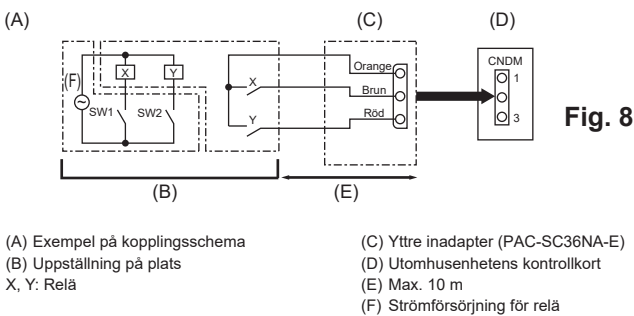 (A) (C) (D)
CNDM
Orange
(F) X Y X 1
Brun
SW1 SW2 Röd
Y 3
Fig. 8
(B) (E)
(A) Exempel på kopplingsschema
(B) Uppställning på plats
X, Y: Relä
(C) Yttre inadapter (PAC-SC36NA-E)
(D) Utomhusenhetens kontrollkort
(E) Max. 10 m
(F) Strömförsörjning för relä